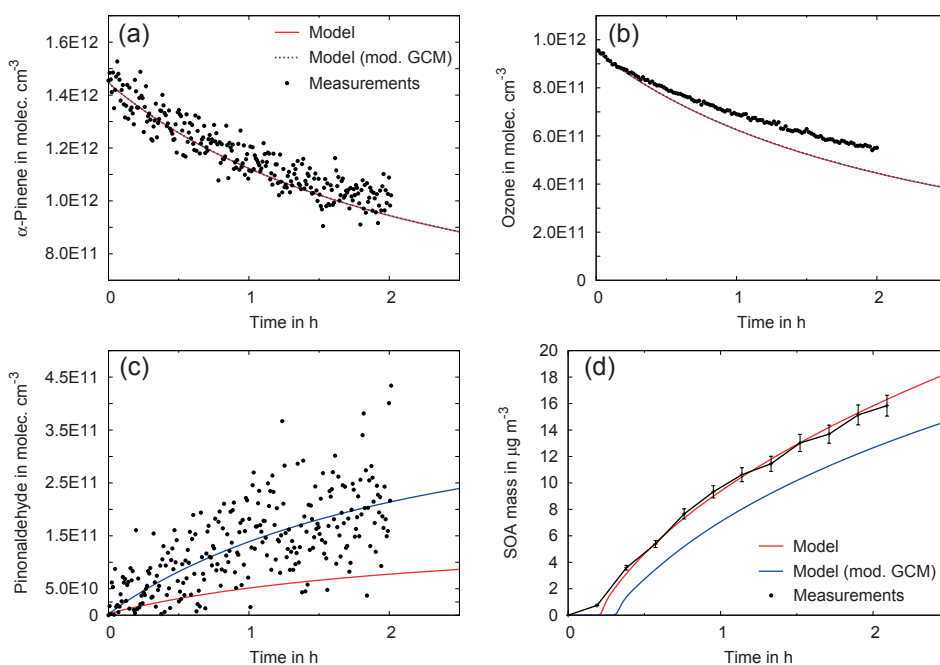 (a)
α-Pinene in molec. cm-3
1.6E12
1.4E12
1.2E12
1.0E12
8.0E11
Model
Model (mod. GCM)
Measurements
0
1
2
Time in h
(b)
Ozone in molec. cm-3
1.0E12
8.0E11
6.0E11
4.0E11
2.0E11
0
0
1
2
Time in h
(c)
Pinonaldehyde in molec. cm-3
4.5E11
3.5E11
2.5E11
1.5E11
5.0E10
0
0
1
2
Time in h
(d)
SOA mass in μg m-3
20
18
16
14
12
10
8
6
4
2
0
Model
Model (mod. GCM)
Measurements
0
1
2
Time in h